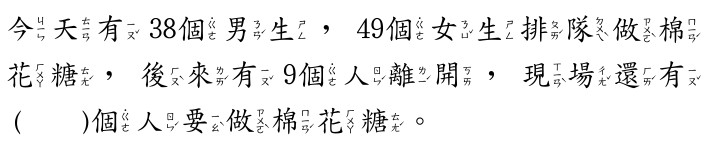 今天有38個男生，49個女生排隊做棉
花糖，後來有9個人離開，現場還有
(　　)個人要做棉花糖。